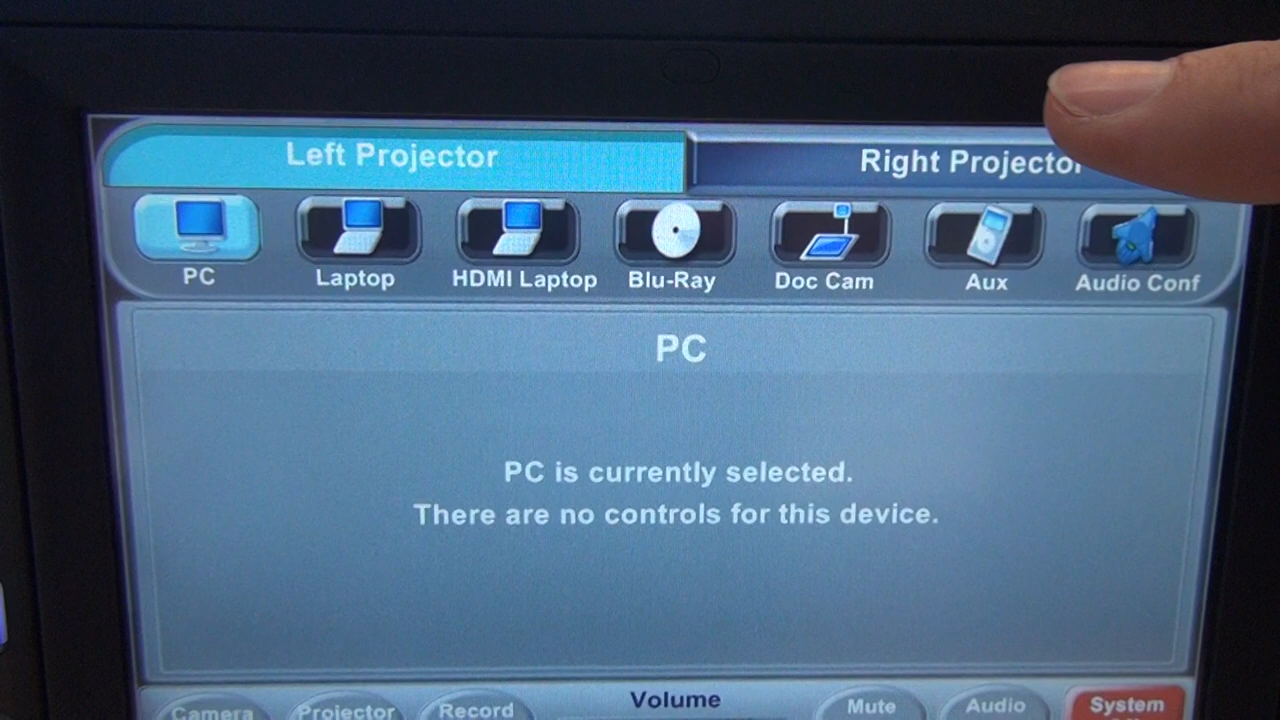 Left Projector Right Projector
PC Laptop HDMI Laptop Blu-Ray Doc Cam Aux Audio Conf
PC
PC is currently selected.
There are no controls for this device.
Camera Projector Record Volume Mute Audio System